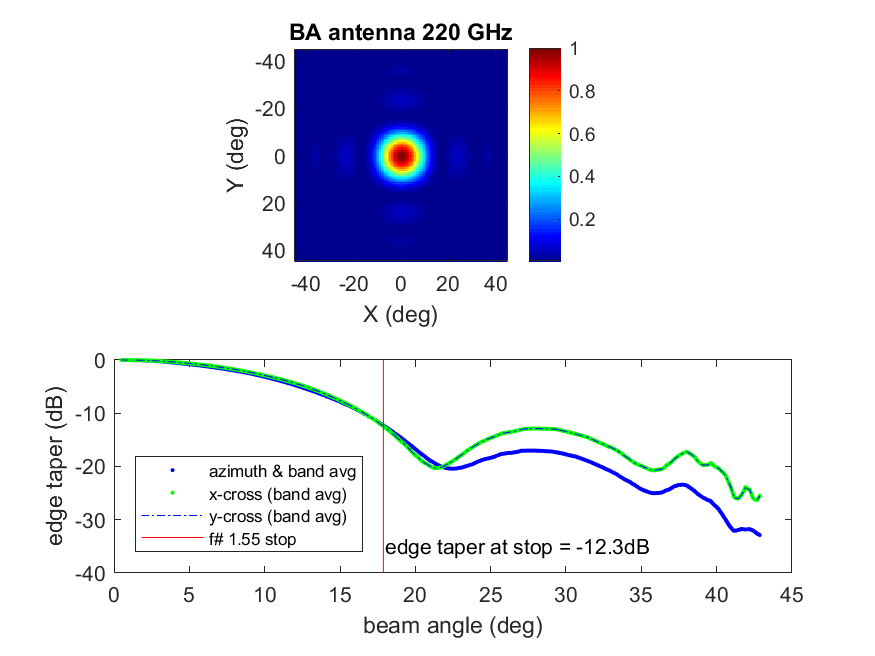 BA antenna 220 GHz
-40
-20
0
20
40
Y (deg)
-40 -20 0 20 40
X (deg)
1
0.8
0.6
0.4
0.2
0
-10
-20
-30
-40
edge taper (dB)
azimuth & band avg
x-cross (band avg)
y-cross (band avg)
f# 1.55 stop
edge taper at stop = -12.3dB
0 5 10 15 20 25 30 35 40 45
beam angle (deg)